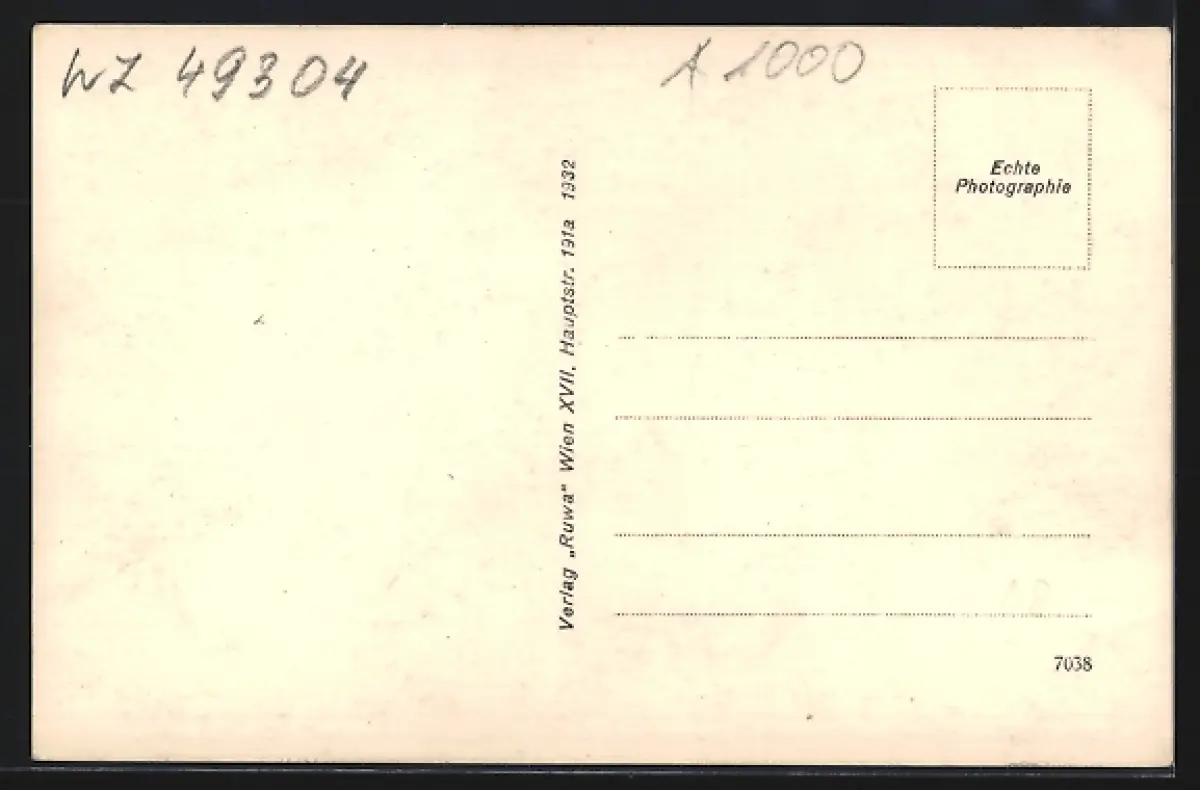 WZ 49304
A 1000
Echte
Photographie
Verlag „Ruwa“ Wien XVII, Hauptstr. 191a 1932
7038